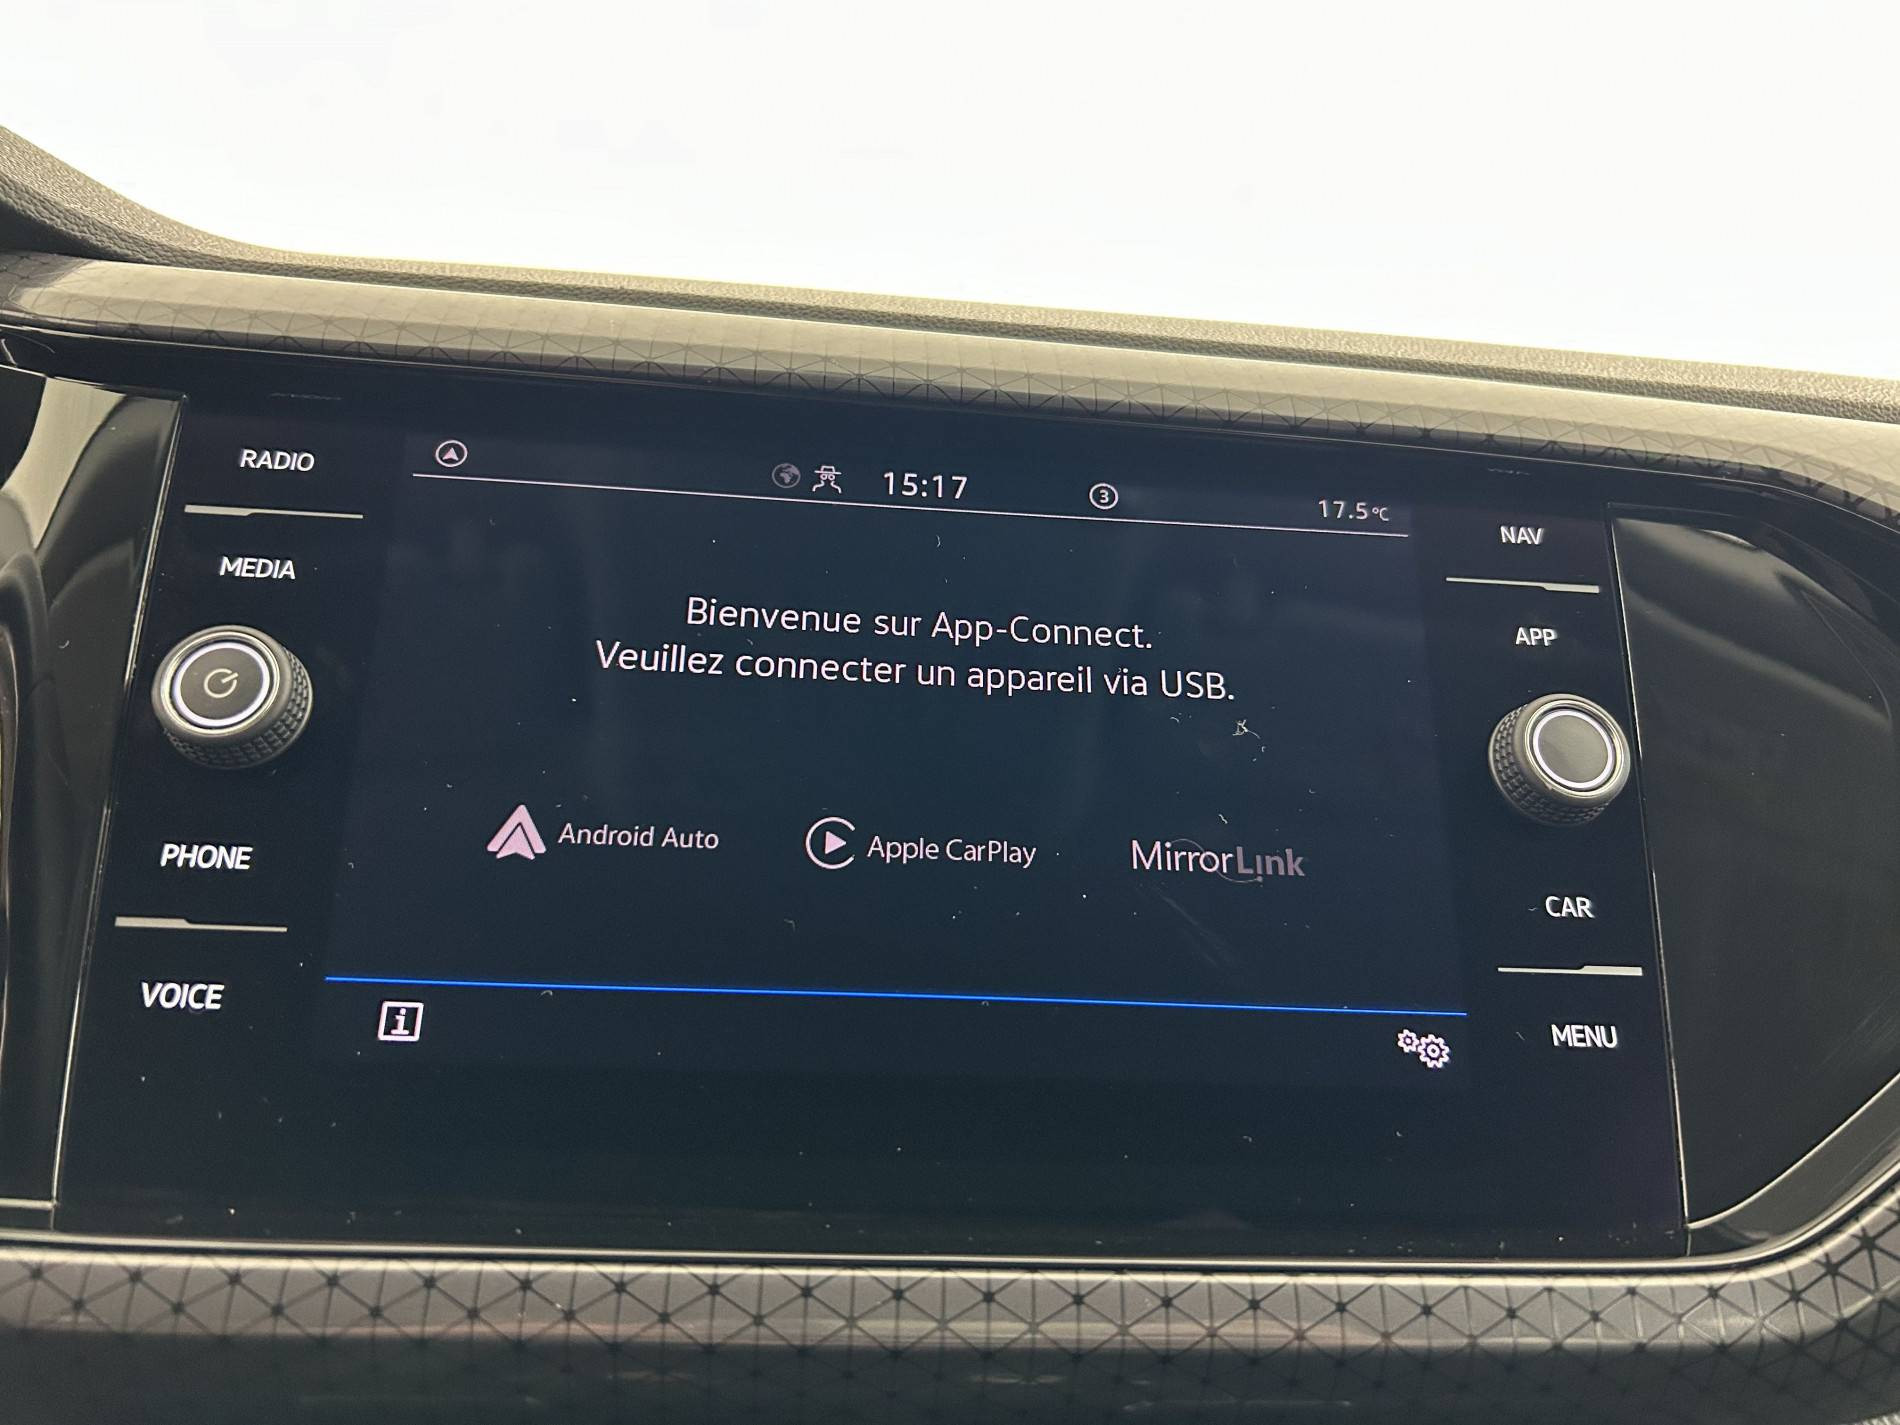 RADIO
MEDIA
PHONE
VOICE
15:17
3
17.5°C
Bienvenue sur App-Connect.
Veuillez connecter un appareil via USB.
Android Auto
Apple CarPlay
MirrorLink
i
NAV
APP
CAR
MENU